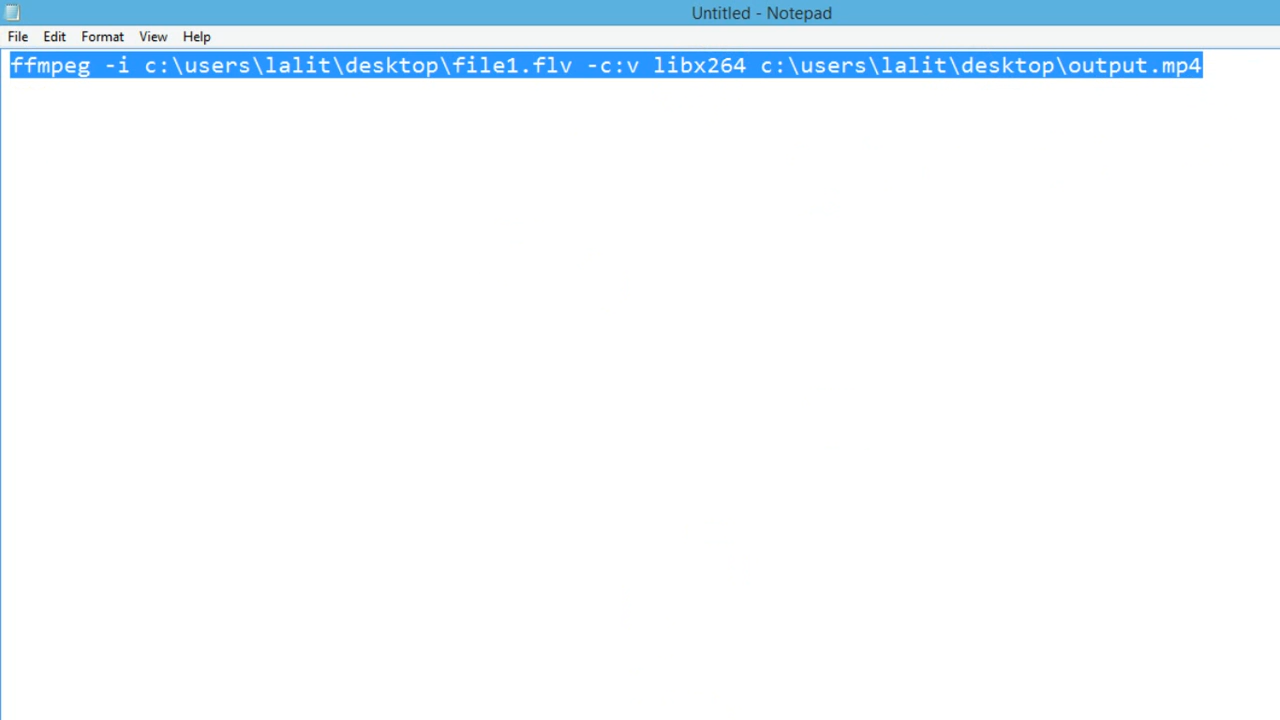 Untitled - Notepad
File Edit Format View Help
ffmpeg -i c:\users\lalit\desktop\file1.flv -c:v libx264 c:\users\lalit\desktop\output.mp4